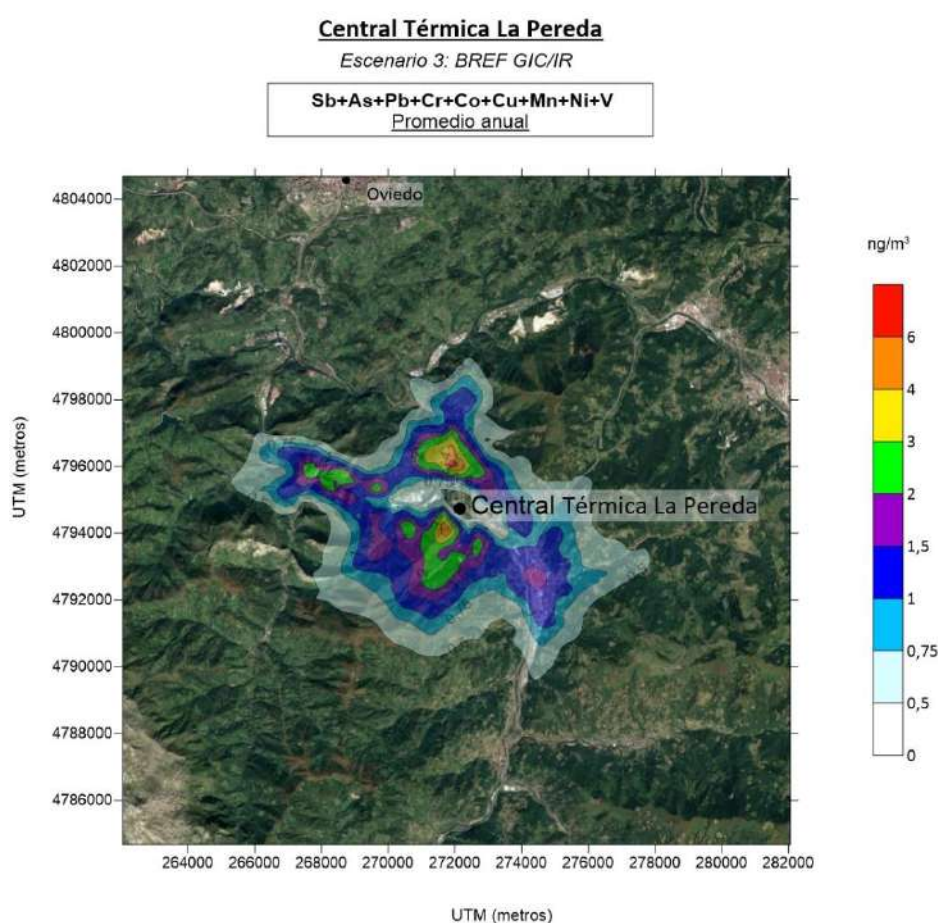 Central Térmica La Pereda
Escenario 3: BREF GIC/IR
Sb+As+Pb+Cr+Co+Cu+Mn+Ni+V
Promedio anual
Oviedo
Central Térmica La Pereda
UTM (metros)
4804000
4802000
4800000
4798000
4796000
4794000
4792000
4790000
4788000
4786000
264000 266000 268000 270000 272000 274000 276000 278000 280000 282000
UTM (metros)
ng/m³
6
4
3
2
1,5
1
0,75
0,5
0